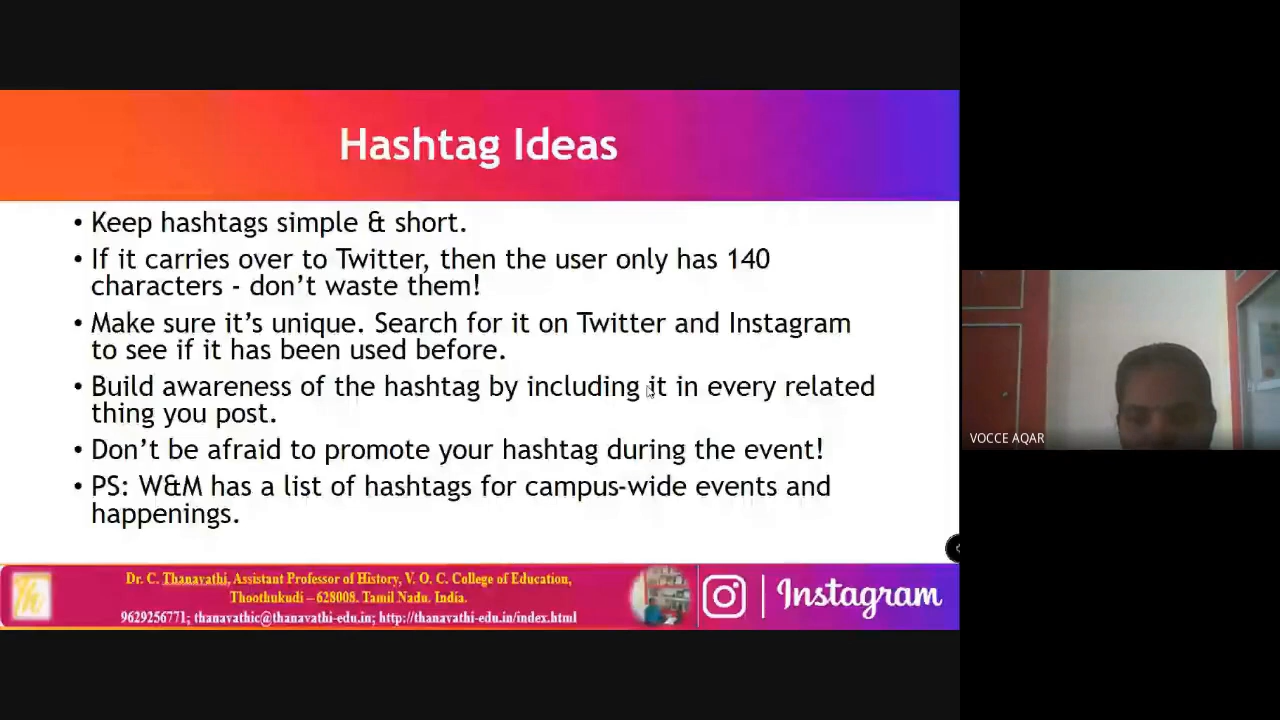 Hashtag Ideas
• Keep hashtags simple & short.
• If it carries over to Twitter, then the user only has 140
characters - don’t waste them!
• Make sure it’s unique. Search for it on Twitter and Instagram
to see if it has been used before.
• Build awareness of the hashtag by including it in every related
thing you post.
• Don’t be afraid to promote your hashtag during the event!
• PS: W&M has a list of hashtags for campus-wide events and
happenings.
VOCCE AQAR
Th
Dr. C. Thanavathi, Assistant Professor of History, V. O. C. College of Education,
Thoothukudi – 628008. Tamil Nadu. India.
9629256771; thanavathic@thanavathi-edu.in; http://thanavathi-edu.in/index.html
Instagram